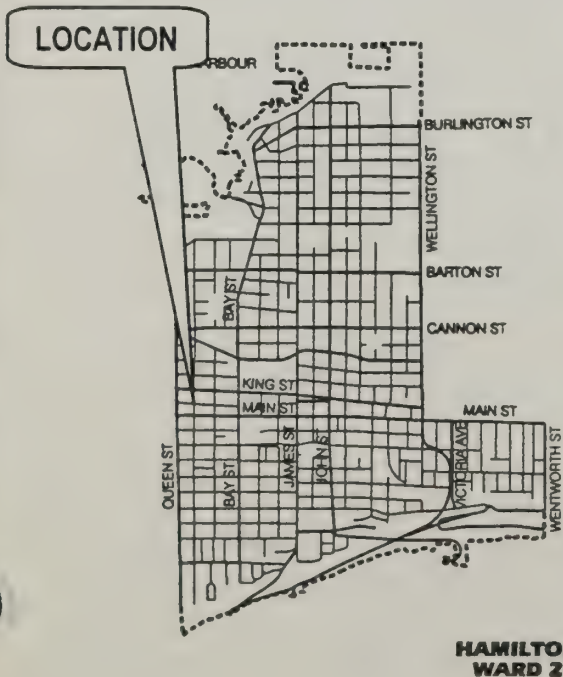 LOCATION
ARBOUR
BURLINGTON ST
WELLINGTON ST
BARTON ST
BAY ST
CANNON ST
KING ST
MAIN ST
MAIN ST
QUEEN ST
BAY ST
JAMES ST
JOHN ST
VICTORIA AVE
WENTWORTH ST
HAMILTO
WARD 2